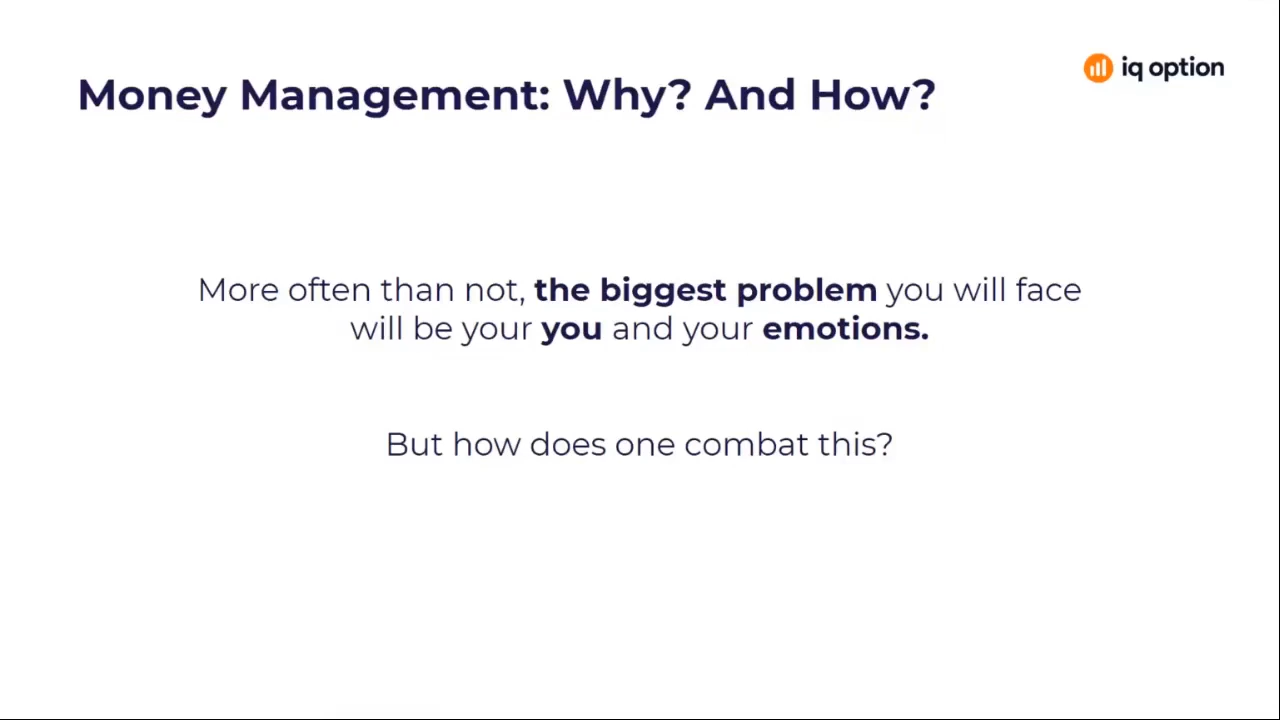 Money Management: Why? And How?
iq option
More often than not, the biggest problem you will face
will be your you and your emotions.
But how does one combat this?